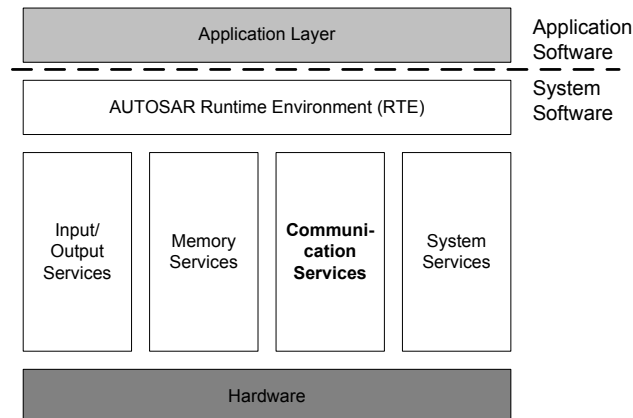 Application Layer
Application
Software
System
Software
AUTOSAR Runtime Environment (RTE)
Input/
Output
Services
Memory
Services
Communi-
cation
Services
System
Services
Hardware